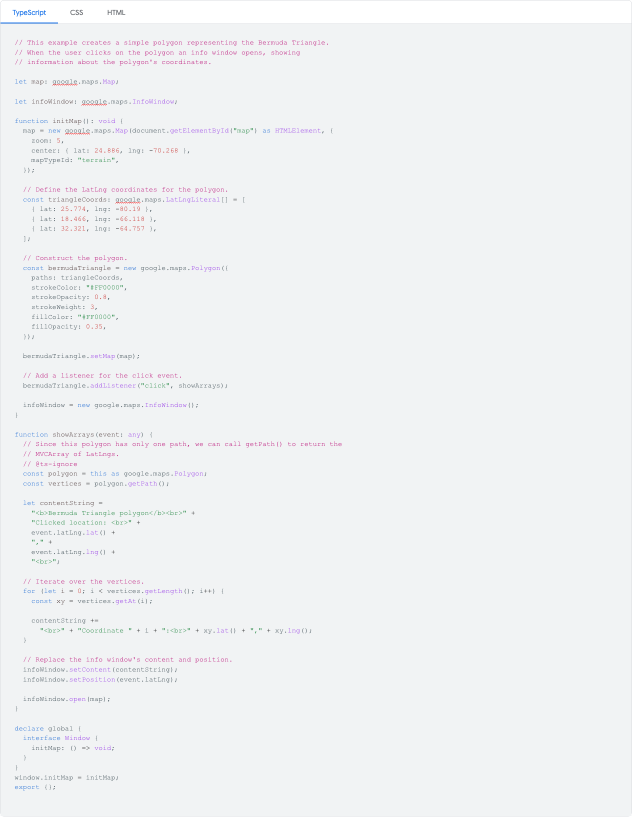 TypeScript CSS HTML
// This example creates a simple polygon representing the Bermuda Triangle.
// When the user clicks on the polygon an info window opens, showing
// information about the polygon's coordinates.
let map: google.maps.Map;
let infoWindow: google.maps.InfoWindow;
function initMap(): void {
  map = new google.maps.Map(document.getElementById("map") as HTMLElement, {
    zoom: 5,
    center: { lat: 24.886, lng: -70.268 },
    mapTypeId: "terrain",
  });
  // Define the LatLng coordinates for the polygon.
  const triangleCoords: google.maps.LatLngLiteral[] = [
    { lat: 25.774, lng: -80.19 },
    { lat: 18.466, lng: -66.118 },
    { lat: 32.321, lng: -64.757 },
  ];
  // Construct the polygon.
  const bermudaTriangle = new google.maps.Polygon({
    paths: triangleCoords,
    strokeColor: "#FF0000",
    strokeOpacity: 0.8,
    strokeWeight: 3,
    fillColor: "#FF0000",
    fillOpacity: 0.35,
  });
  bermudaTriangle.setMap(map);
  // Add a listener for the click event.
  bermudaTriangle.addListener("click", showArrays);
  infoWindow = new google.maps.InfoWindow();
}
function showArrays(event: any) {
  // Since this polygon has only one path, we can call getPath() to return the
  // MVCArray of LatLngs.
  // @ts-ignore
  const polygon = this as google.maps.Polygon;
  const vertices = polygon.getPath();
  let contentString =
    "<b>Bermuda Triangle polygon</b><br>" +
    "Clicked location: <br>" +
    event.latLng.lat() +
    "," +
    event.latLng.lng() +
    "<br>";
  // Iterate over the vertices.
  for (let i = 0; i < vertices.getLength(); i++) {
    const xy = vertices.getAt(i);
    contentString +=
      "<br>" + "Coordinate " + i + ":<br>" + xy.lat() + "," + xy.lng();
  }
  // Replace the info window's content and position.
  infoWindow.setContent(contentString);
  infoWindow.setPosition(event.latLng);
  infoWindow.open(map);
}
declare global {
  interface Window {
    initMap: () => void;
  }
}
window.initMap = initMap;
export {};